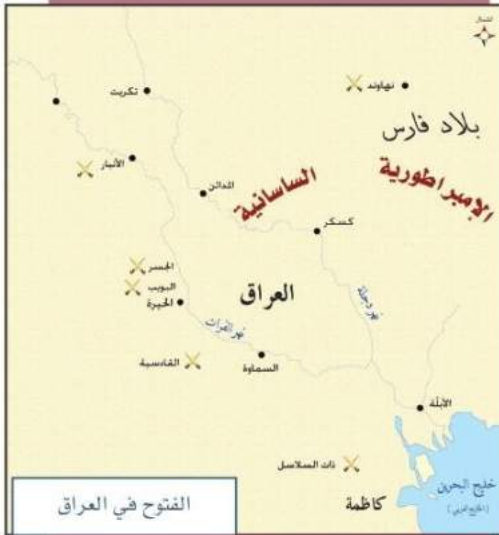 الشمال
نهاوند
تكريت
بلاد فارس
الأنبار
المدائن
الساسانية
الإمبراطورية
كسكر
الجسر
البويب
الحيرة
العراق
نهر دجلة
نهر الفرات
القادسية
السماوة
الأبلة
ذات السلاسل
خليج البحرين
(الخليج العربي)
كاظمة
الفتوح في العراق